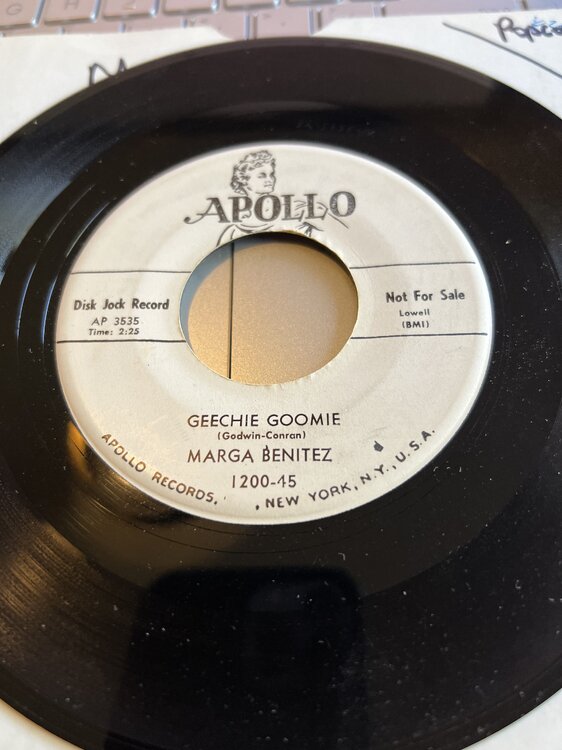 APOLLO
Disk Jock Record
AP 3535
Time: 2:25
Not For Sale
Lowell
(BMI)
GEECHIE GOOMIE
(Godwin-Conran)
MARGA BENITEZ
1200-45
APOLLO RECORDS, NEW YORK, N.Y., U.S.A.